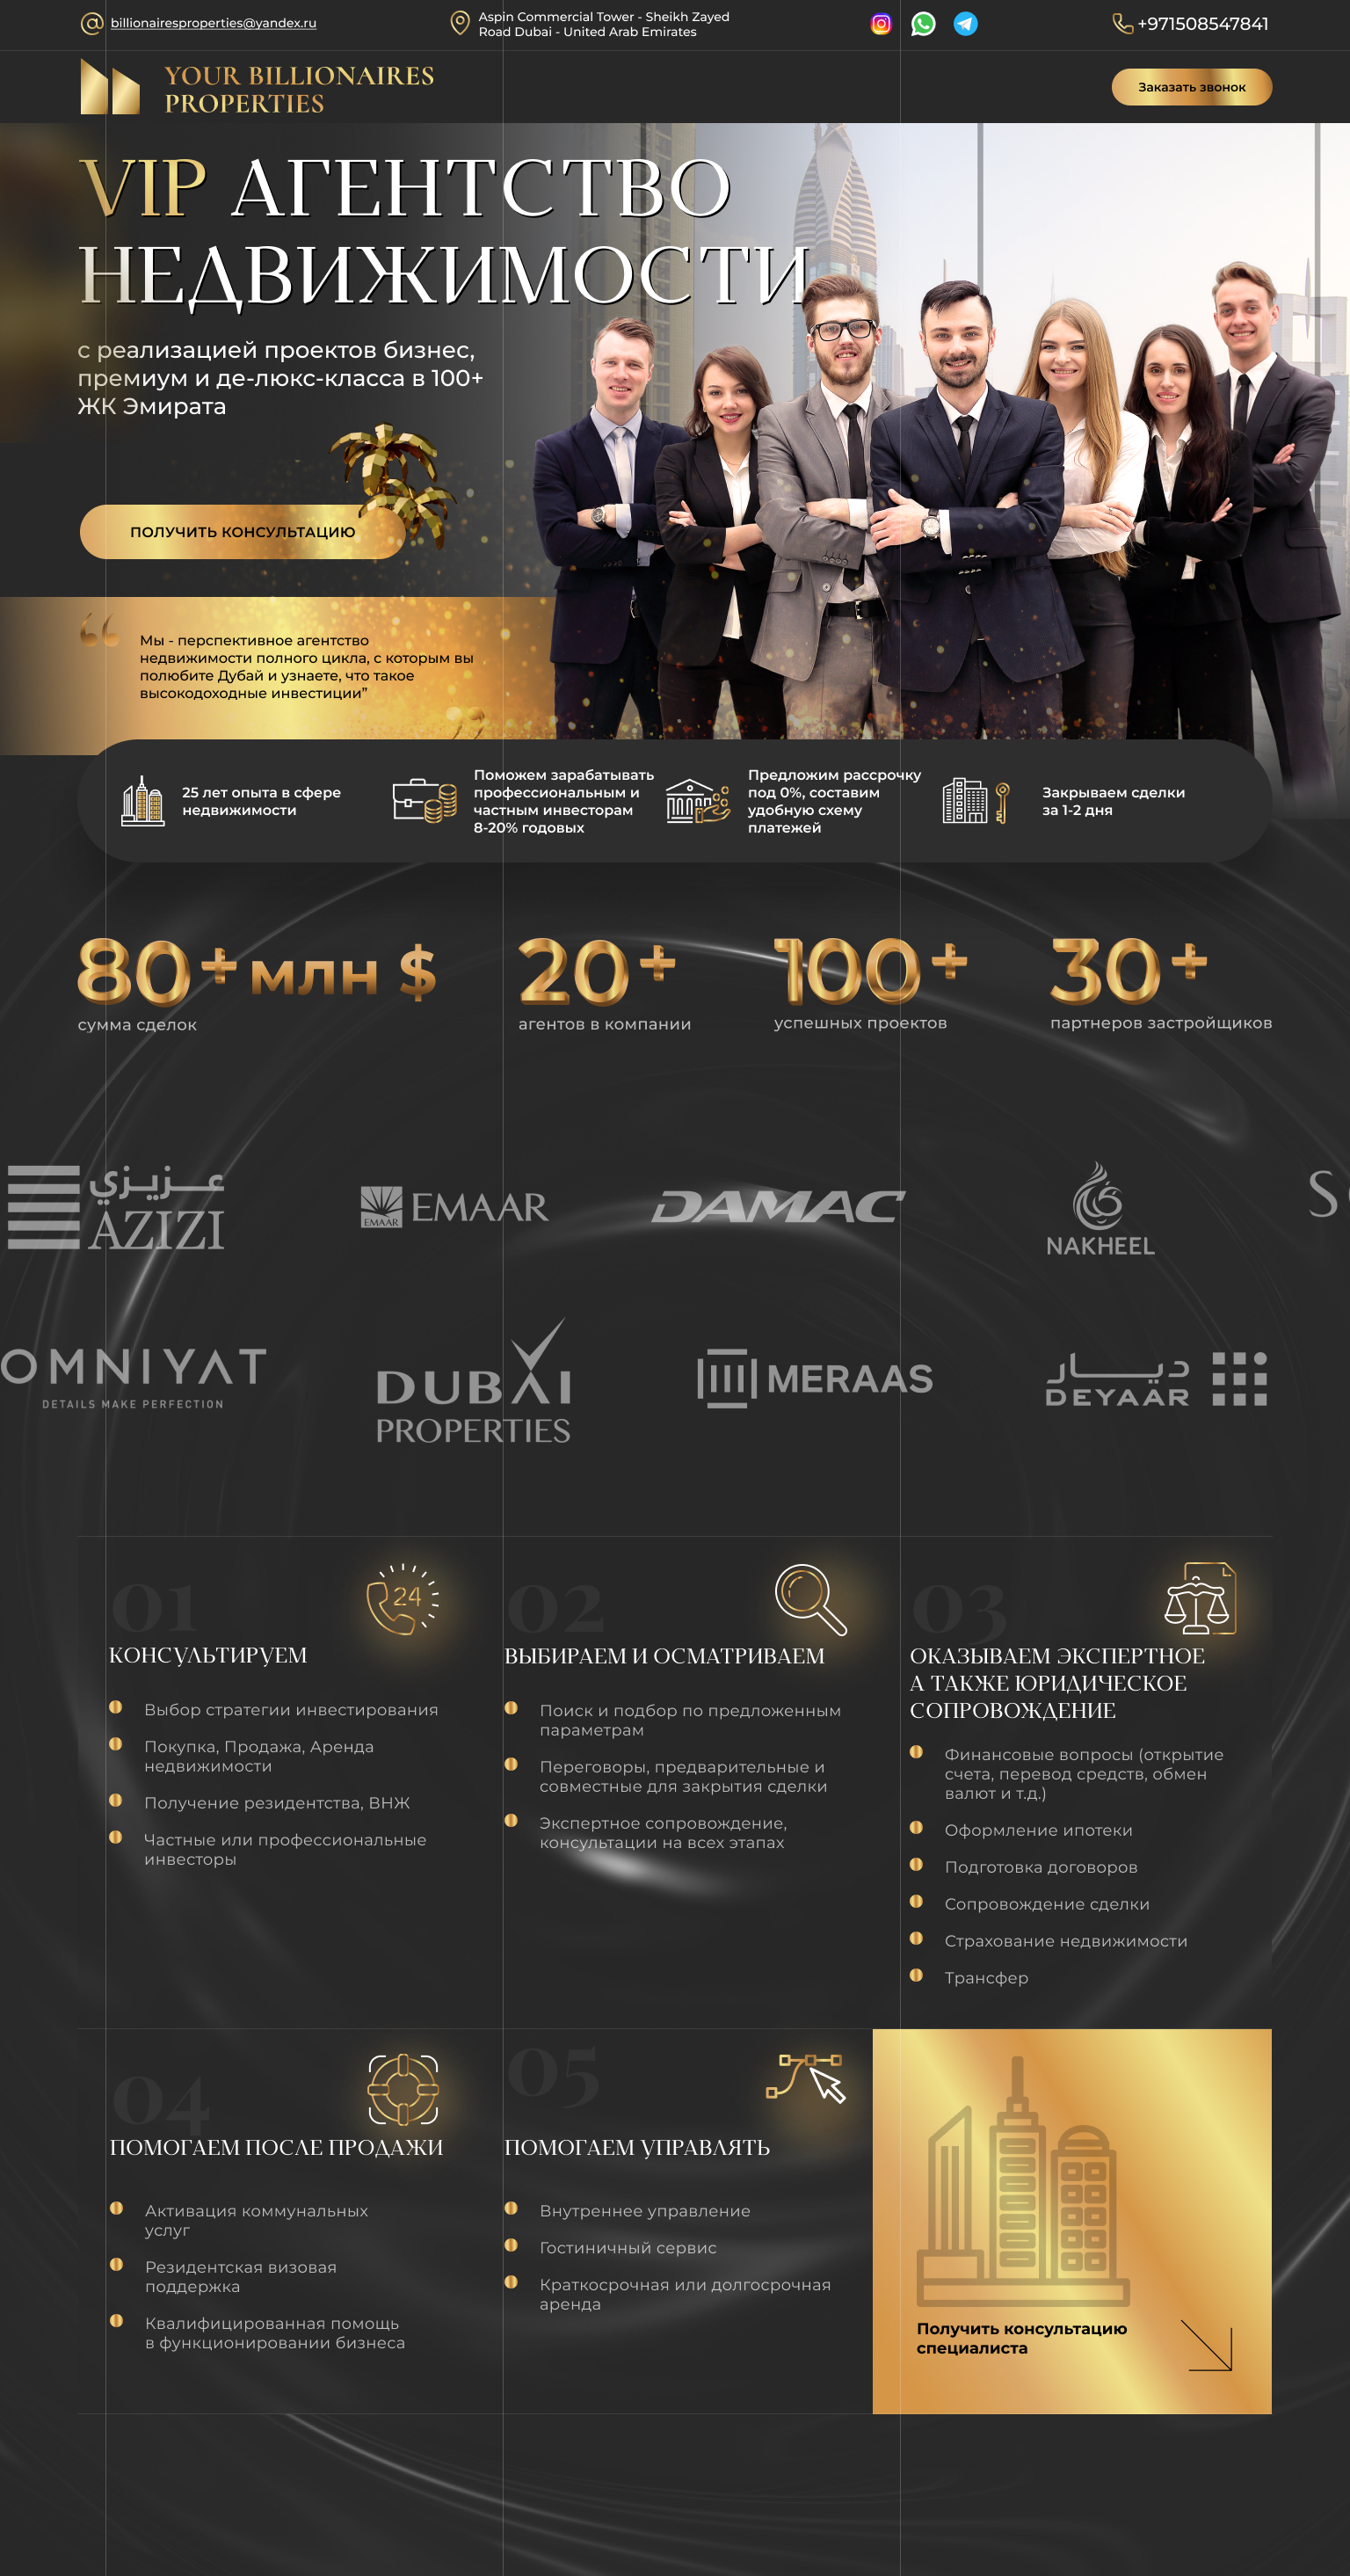 billionairesproperties@yandex.ru
Aspin Commercial Tower - Sheikh Zayed
Road Dubai - United Arab Emirates
+971508547841
YOUR BILLIONAIRES
PROPERTIES
Заказать звонок
VIP АГЕНТСТВО
НЕДВИЖИМОСТИ
с реализацией проектов бизнес,
премиум и де-люкс-класса в 100+
ЖК Эмирата
ПОЛУЧИТЬ КОНСУЛЬТАЦИЮ
“
Мы - перспективное агентство
недвижимости полного цикла, с которым вы
полюбите Дубай и узнаете, что такое
высокодоходные инвестиции”
25 лет опыта в сфере
недвижимости
Поможем зарабатывать
профессиональным и
частным инвесторам
8-20% годовых
Предложим рассрочку
под 0%, составим
удобную схему
платежей
Закрываем сделки
за 1-2 дня
80+ млн $
сумма сделок
20+
агентов в компании
100+
успешных проектов
30+
партнеров застройщиков
عزيزي
AZIZI
EMAAR
EMAAR
DAMAC
NAKHEEL
S
OMNIYAT
DETAILS MAKE PERFECTION
DUBAI
PROPERTIES
MERAAS
ديار
DEYAAR
01
24
КОНСУЛЬТИРУЕМ
Выбор стратегии инвестирования
Покупка, Продажа, Аренда
недвижимости
Получение резидентства, ВНЖ
Частные или профессиональные
инвесторы
02
ВЫБИРАЕМ И ОСМАТРИВАЕМ
Поиск и подбор по предложенным
параметрам
Переговоры, предварительные и
совместные для закрытия сделки
Экспертное сопровождение,
консультации на всех этапах
03
ОКАЗЫВАЕМ ЭКСПЕРТНОЕ
А ТАКЖЕ ЮРИДИЧЕСКОЕ
СОПРОВОЖДЕНИЕ
Финансовые вопросы (открытие
счета, перевод средств, обмен
валют и т.д.)
Оформление ипотеки
Подготовка договоров
Сопровождение сделки
Страхование недвижимости
Трансфер
04
ПОМОГАЕМ ПОСЛЕ ПРОДАЖИ
Активация коммунальных
услуг
Резидентская визовая
поддержка
Квалифицированная помощь
в функционировании бизнеса
05
ПОМОГАЕМ УПРАВЛЯТЬ
Внутреннее управление
Гостиничный сервис
Краткосрочная или долгосрочная
аренда
Получить консультацию
специалиста